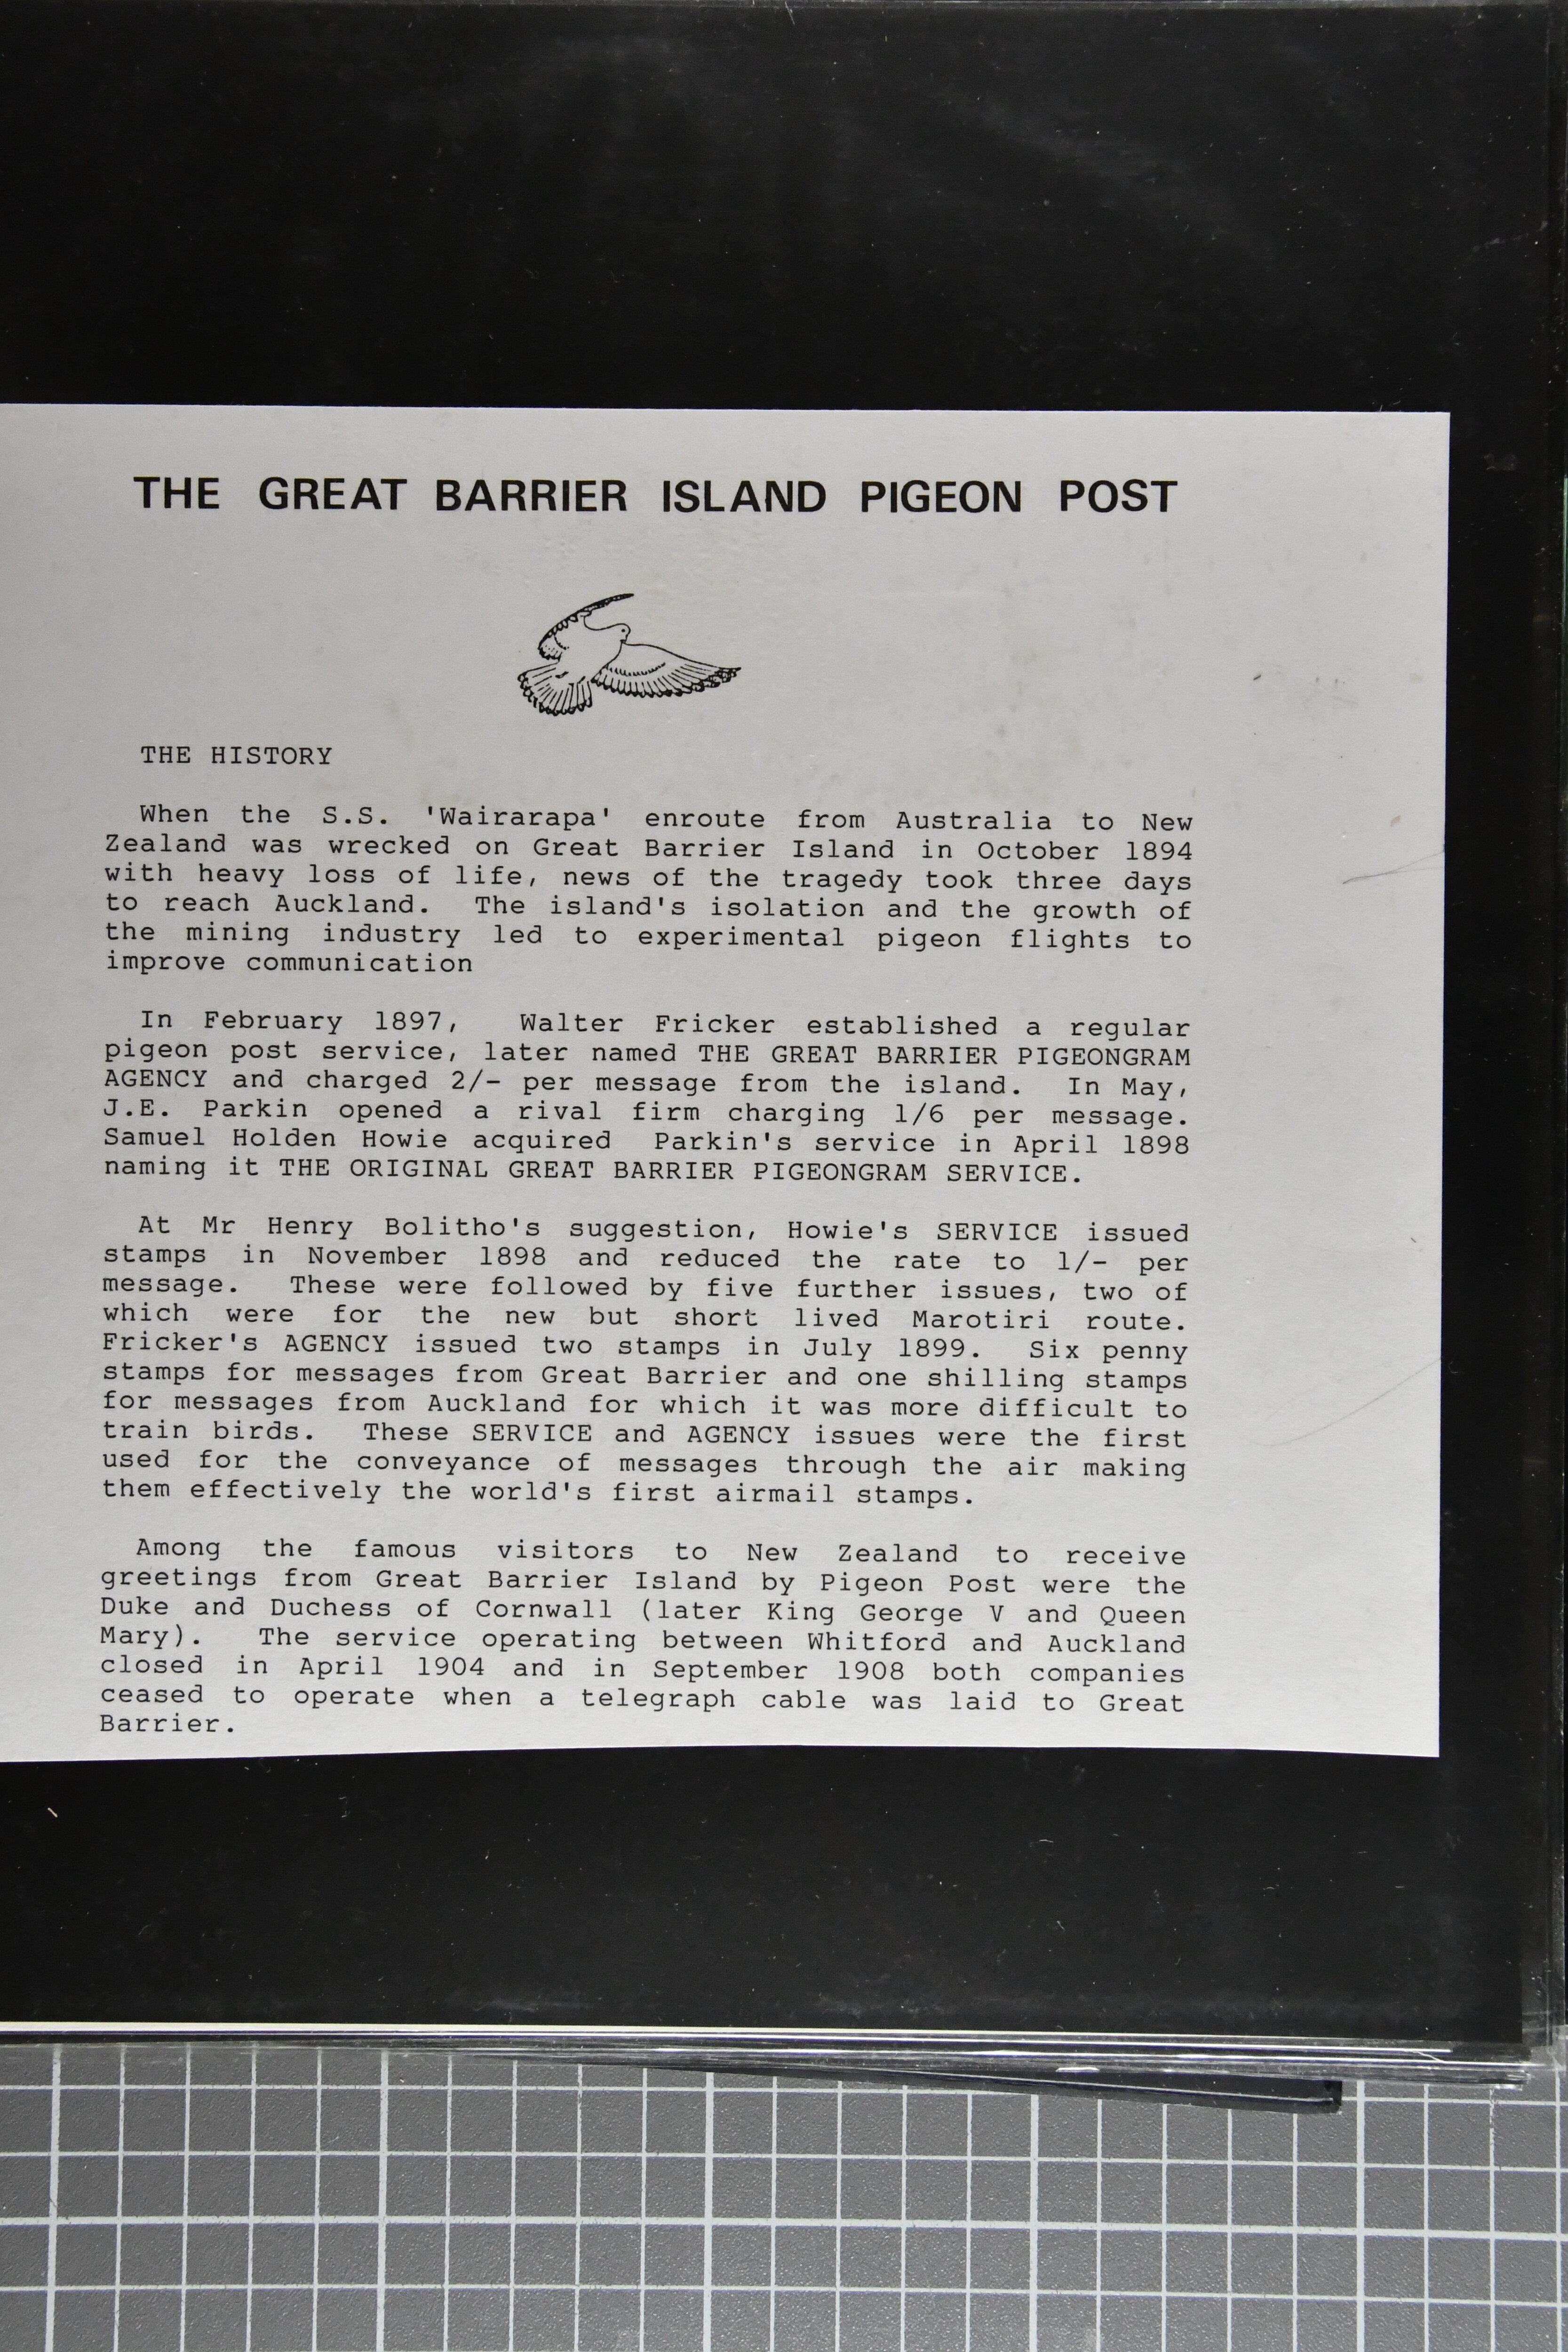 THE GREAT BARRIER ISLAND PIGEON POST
THE HISTORY
When the S.S. 'Wairarapa' enroute from Australia to New
Zealand was wrecked on Great Barrier Island in October 1894
with heavy loss of life, news of the tragedy took three days
to reach Auckland. The island's isolation and the growth of
the mining industry led to experimental pigeon flights to
improve communication
In February 1897, Walter Fricker established a regular
pigeon post service, later named THE GREAT BARRIER PIGEONGRAM
AGENCY and charged 2/- per message from the island. In May,
J.E. Parkin opened a rival firm charging 1/6 per message.
Samuel Holden Howie acquired Parkin's service in April 1898
naming it THE ORIGINAL GREAT BARRIER PIGEONGRAM SERVICE.
At Mr Henry Bolitho's suggestion, Howie's SERVICE issued
stamps in November 1898 and reduced the rate to 1/- per
message. These were followed by five further issues, two of
which were for the new but short lived Marotiri route.
Fricker's AGENCY issued two stamps in July 1899. Six penny
stamps for messages from Great Barrier and one shilling stamps
for messages from Auckland for which it was more difficult to
train birds. These SERVICE and AGENCY issues were the first
used for the conveyance of messages through the air making
them effectively the world's first airmail stamps.
Among the famous visitors to New Zealand to receive
greetings from Great Barrier Island by Pigeon Post were the
Duke and Duchess of Cornwall (later King George V and Queen
Mary). The service operating between Whitford and Auckland
closed in April 1904 and in September 1908 both companies
ceased to operate when a telegraph cable was laid to Great
Barrier.